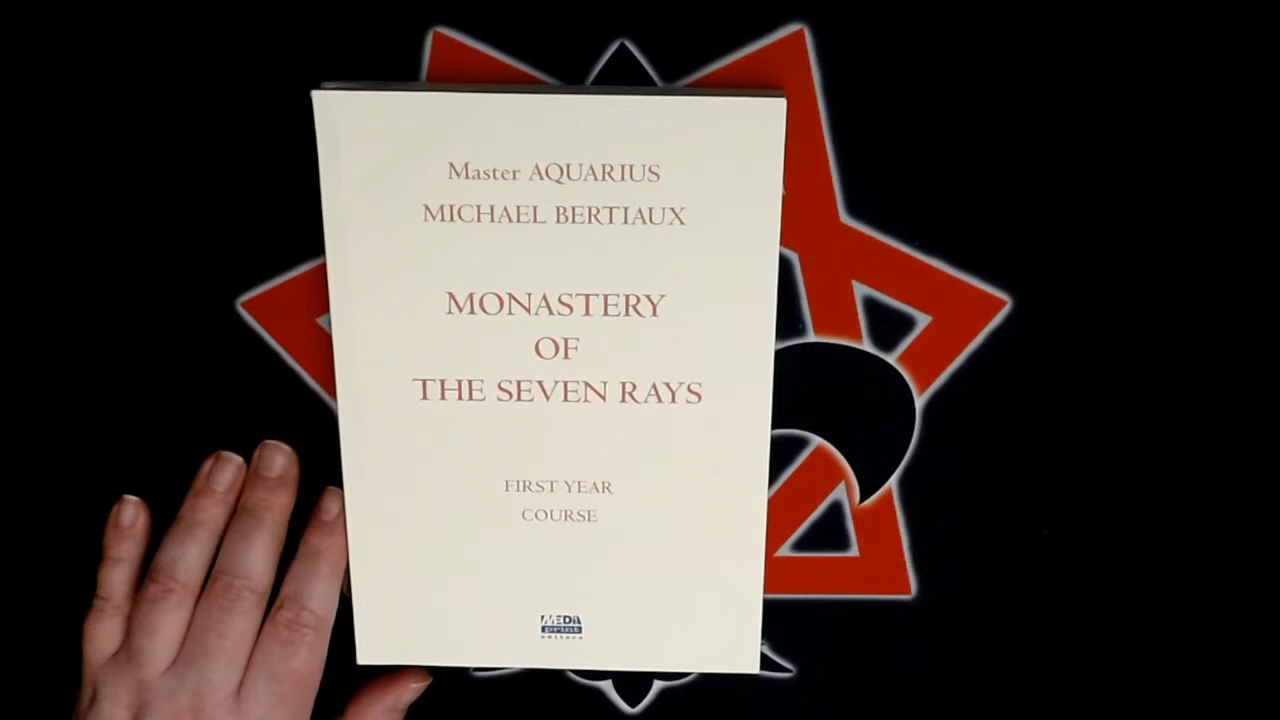 Master AQUARIUS
MICHAEL BERTIAUX
MONASTERY
OF
THE SEVEN RAYS
FIRST YEAR
COURSE
MEDIA
print